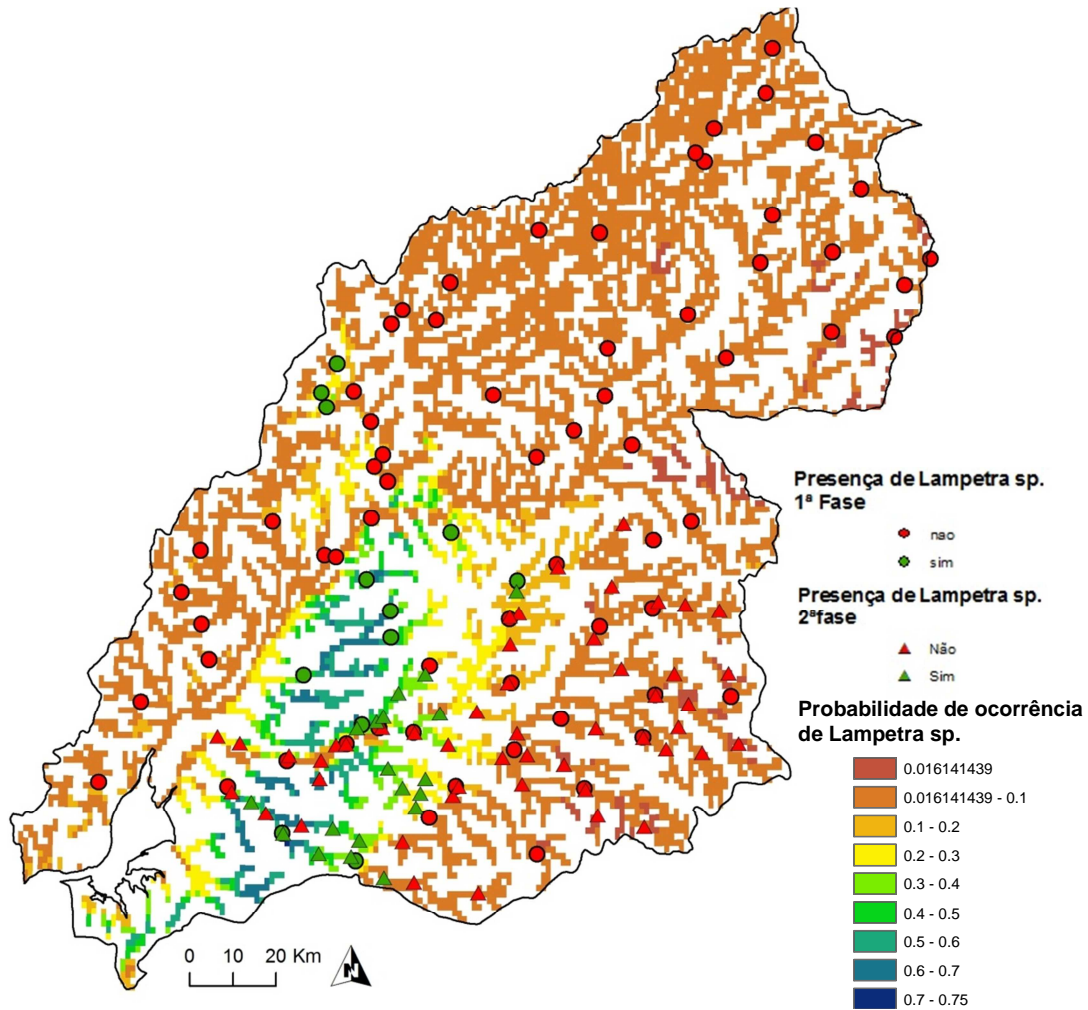 Presença de Lampetra sp.
1ª Fase
nao
sim
Presença de Lampetra sp.
2ªfase
Não
Sim
Probabilidade de ocorrência
de Lampetra sp.
0.016141439
0.016141439 - 0.1
0.1 - 0.2
0.2 - 0.3
0.3 - 0.4
0.4 - 0.5
0.5 - 0.6
0.6 - 0.7
0.7 - 0.75
0 10 20 Km
N